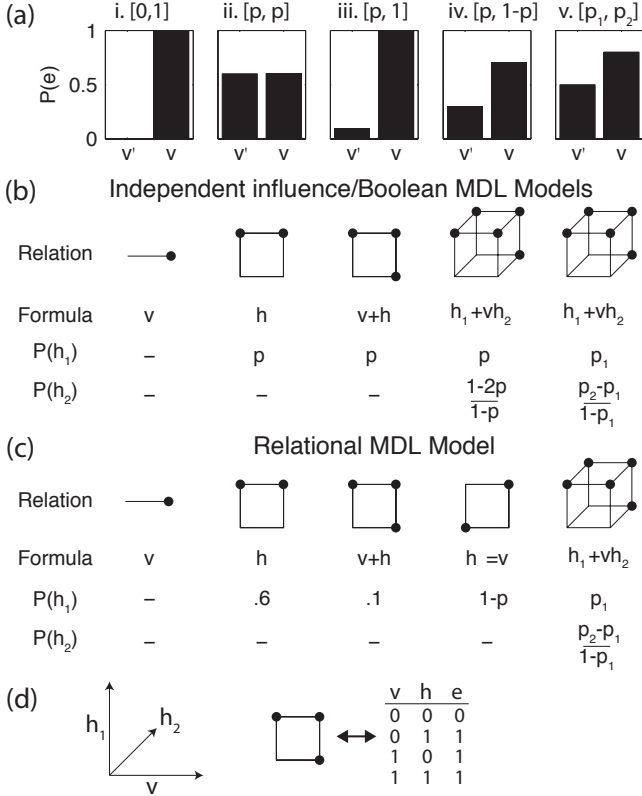 (a) i. [0,1] ii. [p, p] iii. [p, 1] iv. [p, 1-p] v. [p₁, p₂]
1
0.5
0
P(e)
v' v v' v v' v v' v v' v
(b) Independent influence/Boolean MDL Models
Relation
Formula v h v+h h₁+vh₂ h₁+vh₂
P(h₁) – p p p p₁
P(h₂) – – – 1-2p/1-p p₂-p₁/1-p₁
(c) Relational MDL Model
Relation
Formula v h v+h h =v h₁+vh₂
P(h₁) – .6 .1 1-p p₁
P(h₂) – – – – p₂-p₁/1-p₁
(d)
h₁ h₂
v
v h e
0 0 0
0 1 1
1 0 1
1 1 1